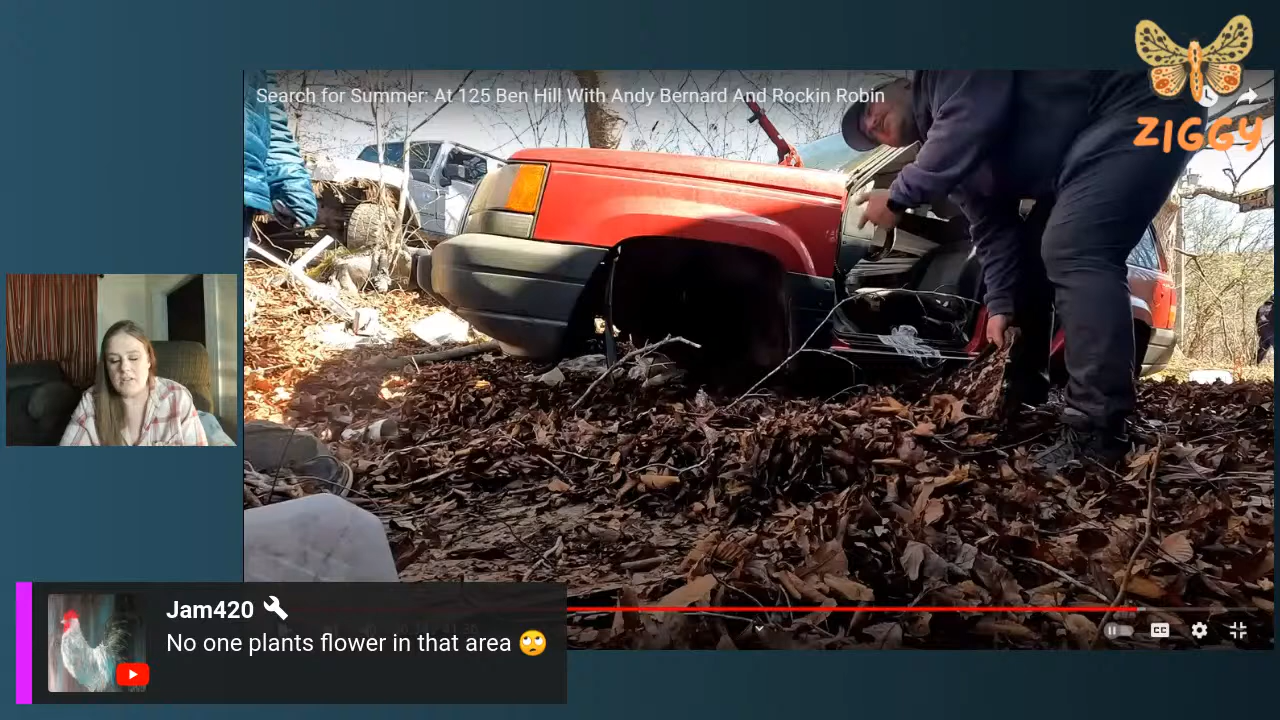 Search for Summer: At 125 Ben Hill With Andy Bernard And Rockin Robin
ZIGGY
Jam420
No one plants flower in that area 🙄
CC